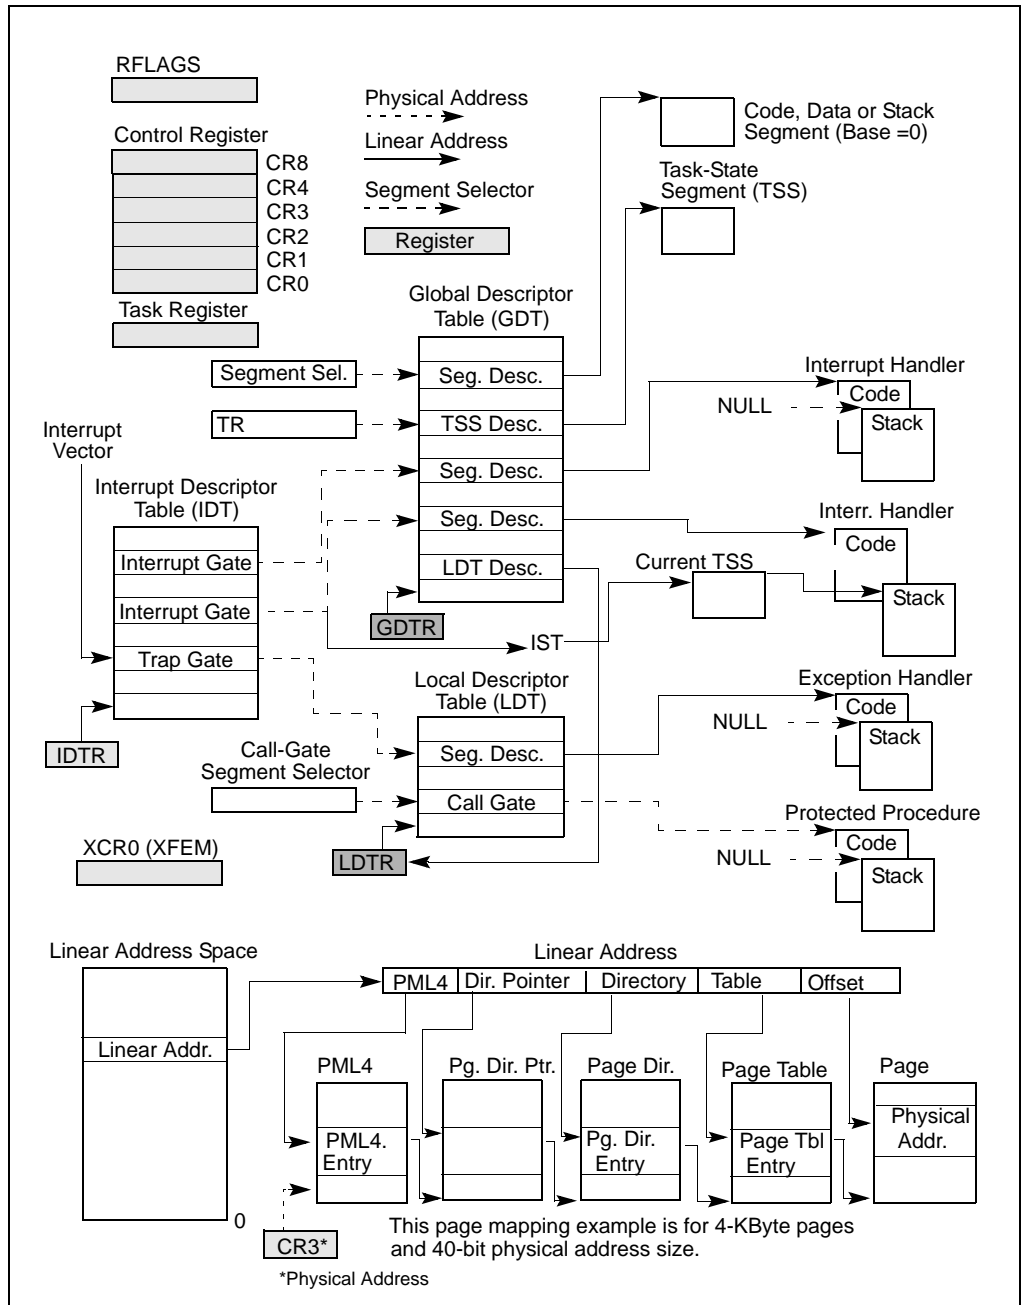 RFLAGS
Control Register
CR8
CR4
CR3
CR2
CR1
CR0
Task Register
Physical Address
Linear Address
Segment Selector
Register
Code, Data or Stack
Segment (Base =0)
Task-State
Segment (TSS)
Global Descriptor
Table (GDT)
Segment Sel.
Seg. Desc.
TR
TSS Desc.
Seg. Desc.
Seg. Desc.
LDT Desc.
GDTR
Interrupt Handler
Code
NULL
Stack
Interrupt
Vector
Interrupt Descriptor
Table (IDT)
Interrupt Gate
Interrupt Gate
Trap Gate
IDTR
Interr. Handler
Code
Current TSS
Stack
IST
Local Descriptor
Table (LDT)
Seg. Desc.
Call Gate
Call-Gate
Segment Selector
LDTR
XCR0 (XFEM)
Exception Handler
Code
NULL
Stack
Protected Procedure
Code
NULL
Stack
Linear Address Space
Linear Addr.
0
Linear Address
PML4 Dir. Pointer Directory Table Offset
PML4
PML4.
Entry
Pg. Dir. Ptr.
Page Dir.
Pg. Dir.
Entry
Page Table
Page Tbl
Entry
Page
Physical
Addr.
CR3*
This page mapping example is for 4-KByte pages
and 40-bit physical address size.
*Physical Address